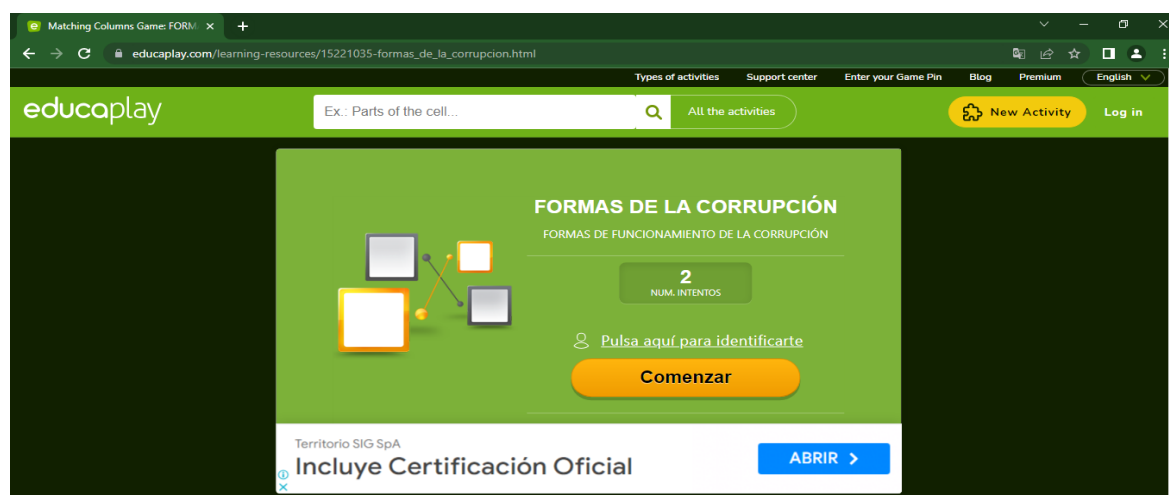 Matching Columns Game: FORM
educaplay.com/learning-resources/15221035-formas_de_la_corrupcion.html
Types of activities Support center Enter your Game Pin Blog Premium English
educaplay Ex.: Parts of the cell... All the activities New Activity Log in
FORMAS DE LA CORRUPCIÓN
FORMAS DE FUNCIONAMIENTO DE LA CORRUPCIÓN
2
NUM. INTENTOS
Pulsa aquí para identificarte
Comenzar
Territorio SIG SpA
Incluye Certificación Oficial
ABRIR